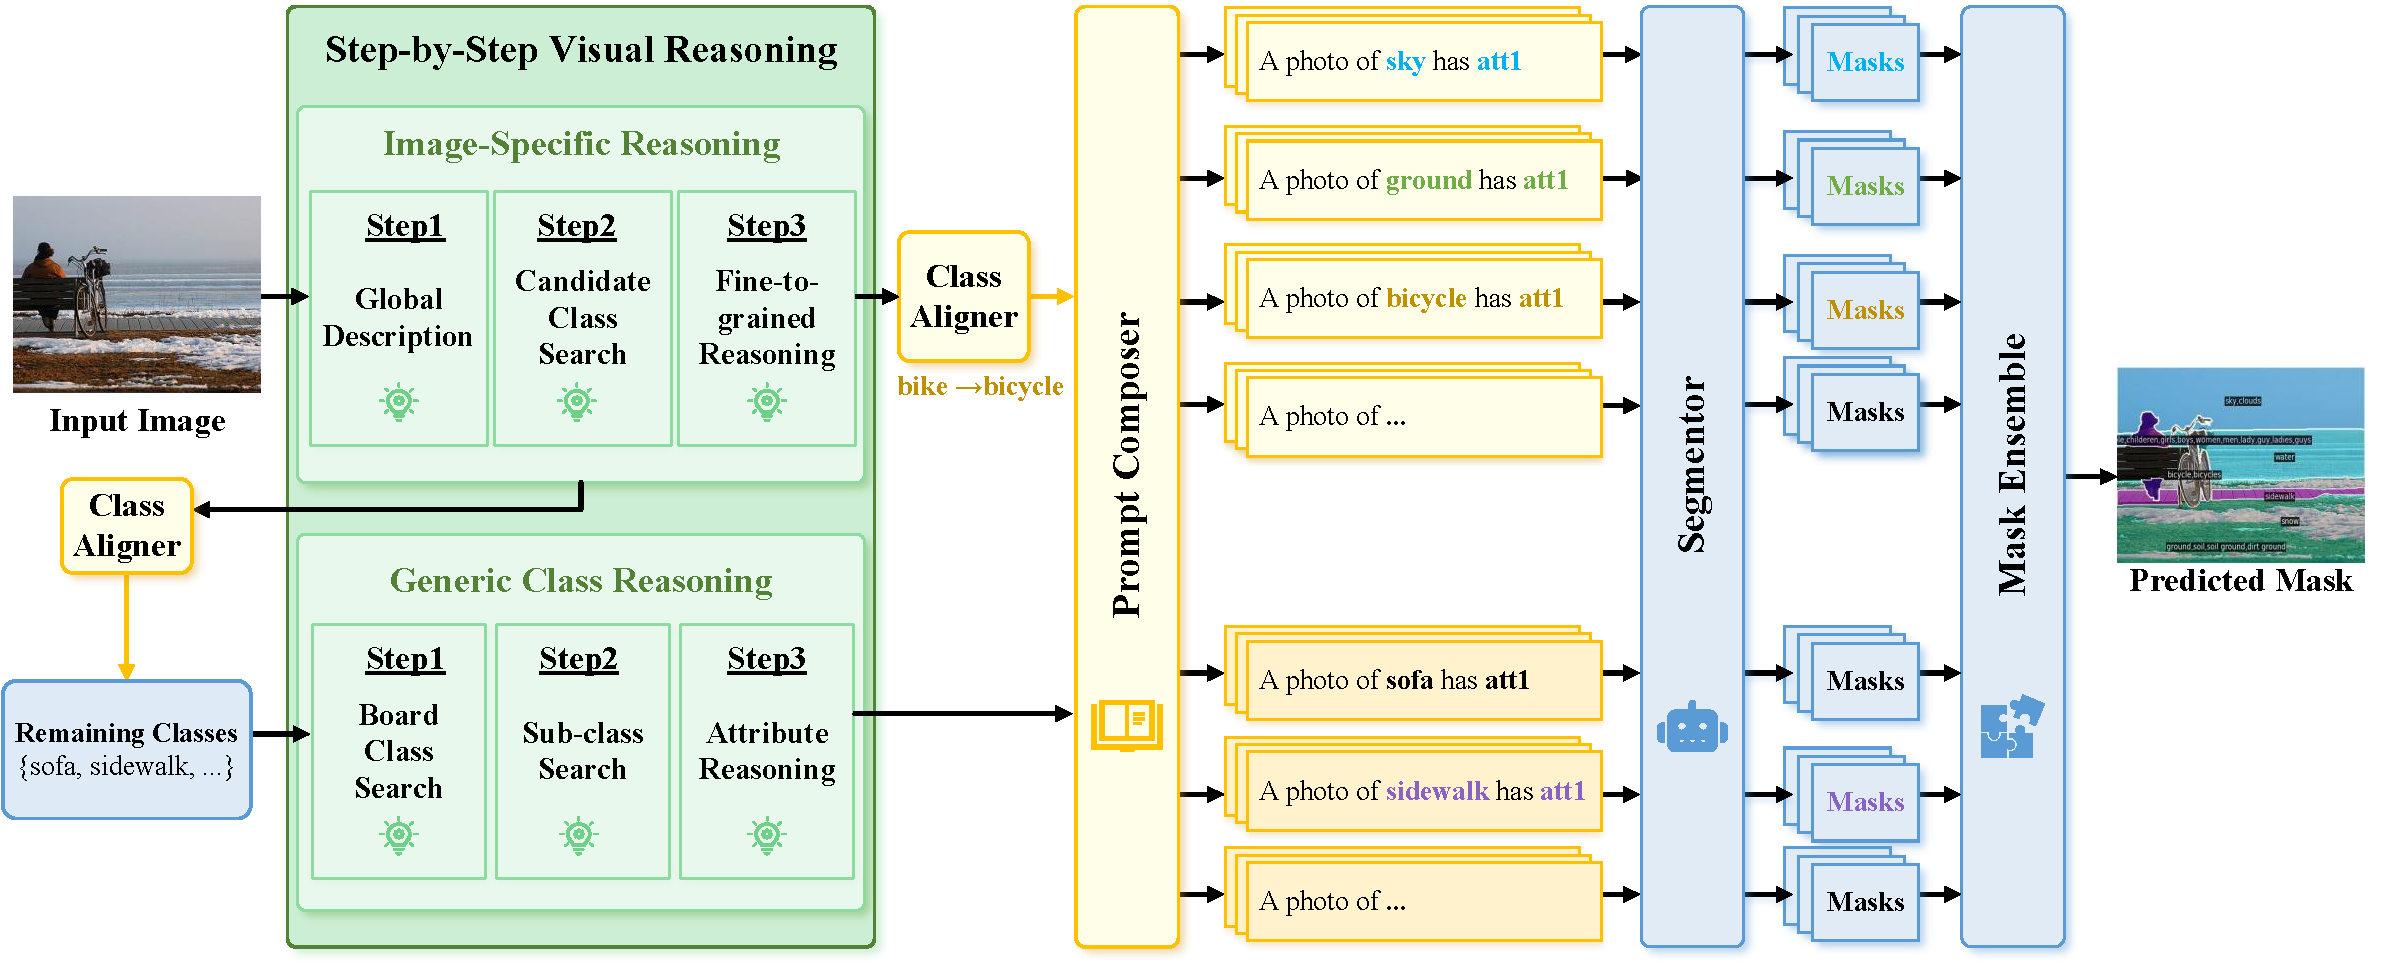 Step-by-Step Visual Reasoning
Image-Specific Reasoning
Step1
Global
Description
Step2
Candidate
Class
Search
Step3
Fine-to-
grained
Reasoning
Input Image
Class
Aligner
bike →bicycle
Class
Aligner
Remaining Classes
{sofa, sidewalk, ...}
Generic Class Reasoning
Step1
Board
Class
Search
Step2
Sub-class
Search
Step3
Attribute
Reasoning
Prompt Composer
A photo of sky has att1
A photo of ground has att1
A photo of bicycle has att1
A photo of ...
A photo of sofa has att1
A photo of sidewalk has att1
A photo of ...
Segmentor
Masks
Masks
Masks
Masks
Masks
Masks
Masks
Mask Ensemble
sky,clouds
le,childeren,girls,boys,women,men,lady,guy,ladies,guys
water
bicycle,bicycles
sidewalk
snow
ground,soil,soil ground,dirt ground
Predicted Mask